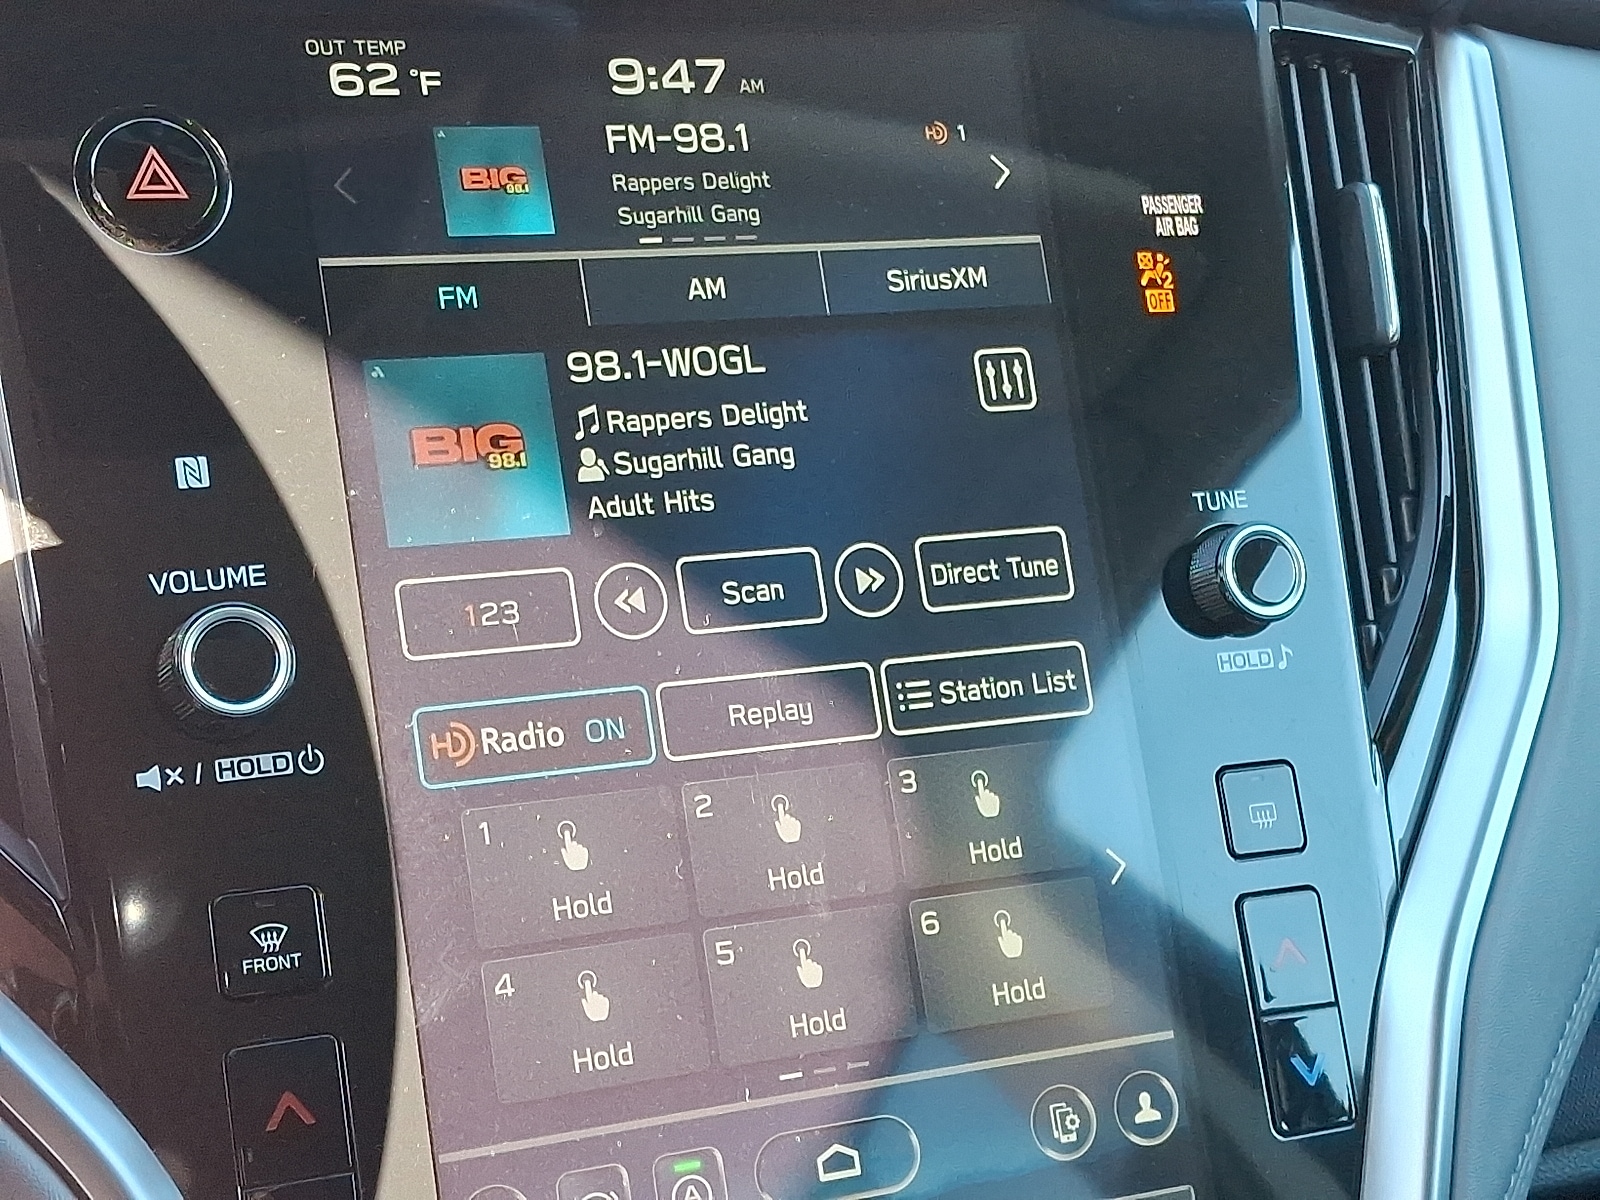 OUT TEMP
62 °F
9:47 AM
FM-98.1
HD 1
BIG
98.1
Rappers Delight
Sugarhill Gang
PASSENGER
AIR BAG
2
OFF
FM
AM
SiriusXM
98.1-WOGL
BIG
98.1
Rappers Delight
Sugarhill Gang
Adult Hits
N
VOLUME
TUNE
HOLD
123
Scan
Direct Tune
HD Radio ON
Replay
Station List
/ HOLD
1
Hold
2
Hold
3
Hold
4
Hold
5
Hold
6
Hold
FRONT
A